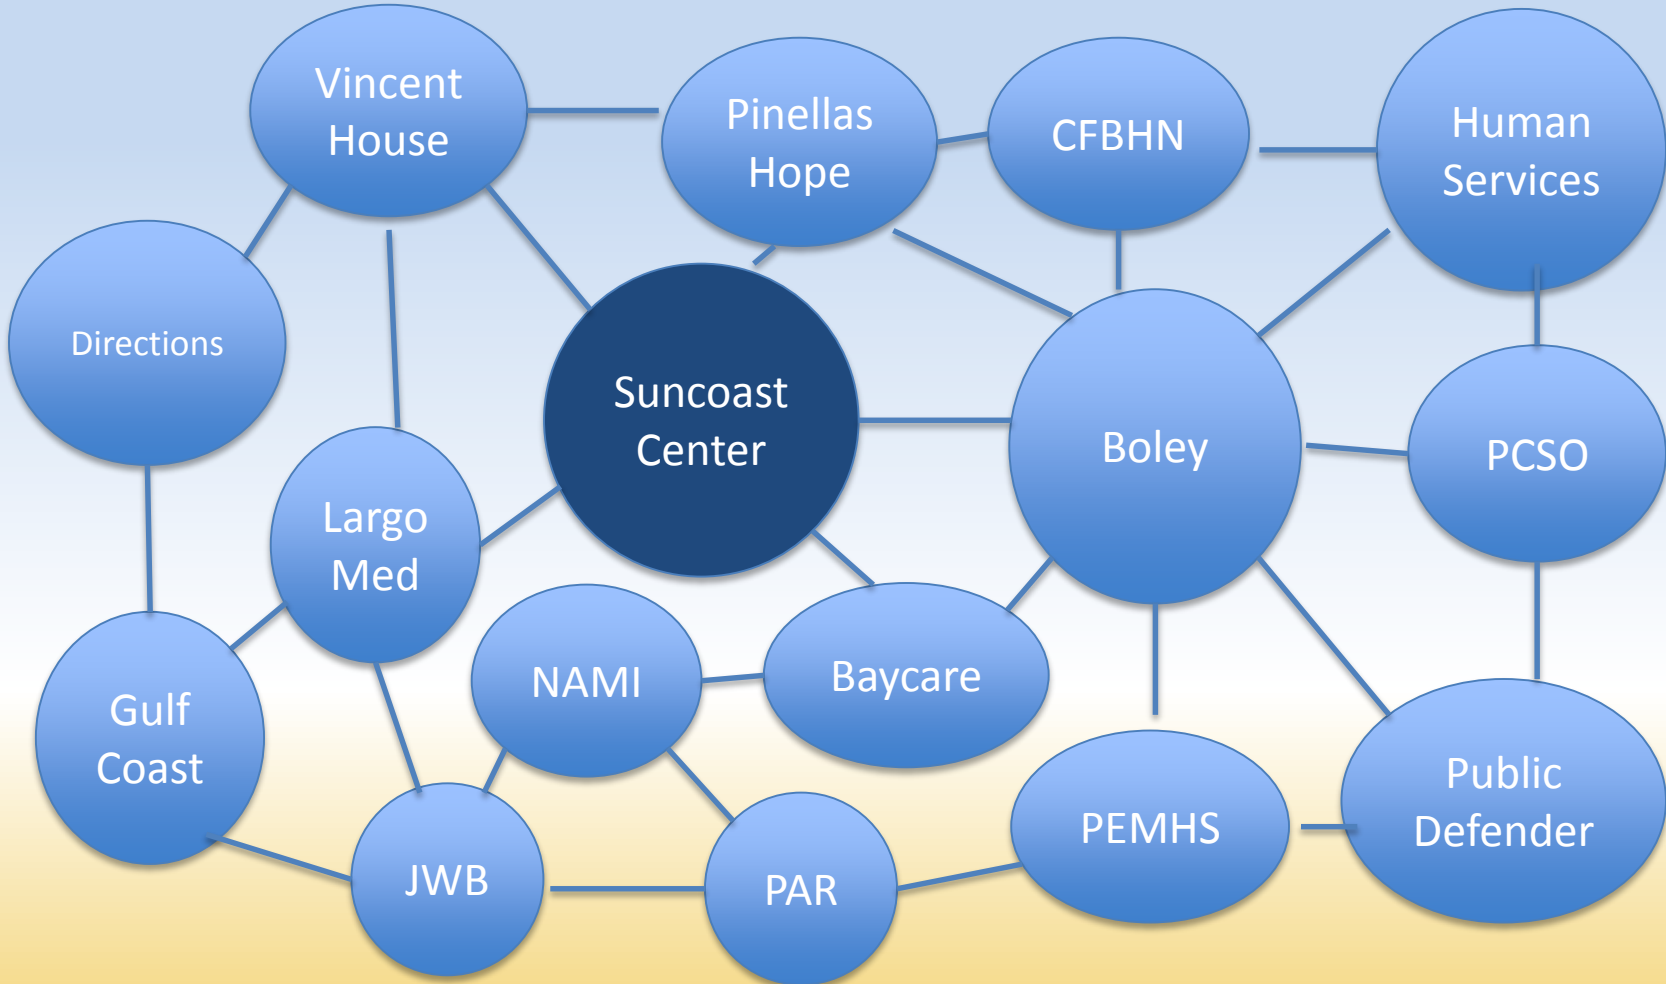 Vincent
House
Pinellas
Hope
CFBHN
Human
Services
Directions
Suncoast
Center
Boley
PCSO
Largo
Med
NAMI
Baycare
Gulf
Coast
JWB
PAR
PEMHS
Public
Defender